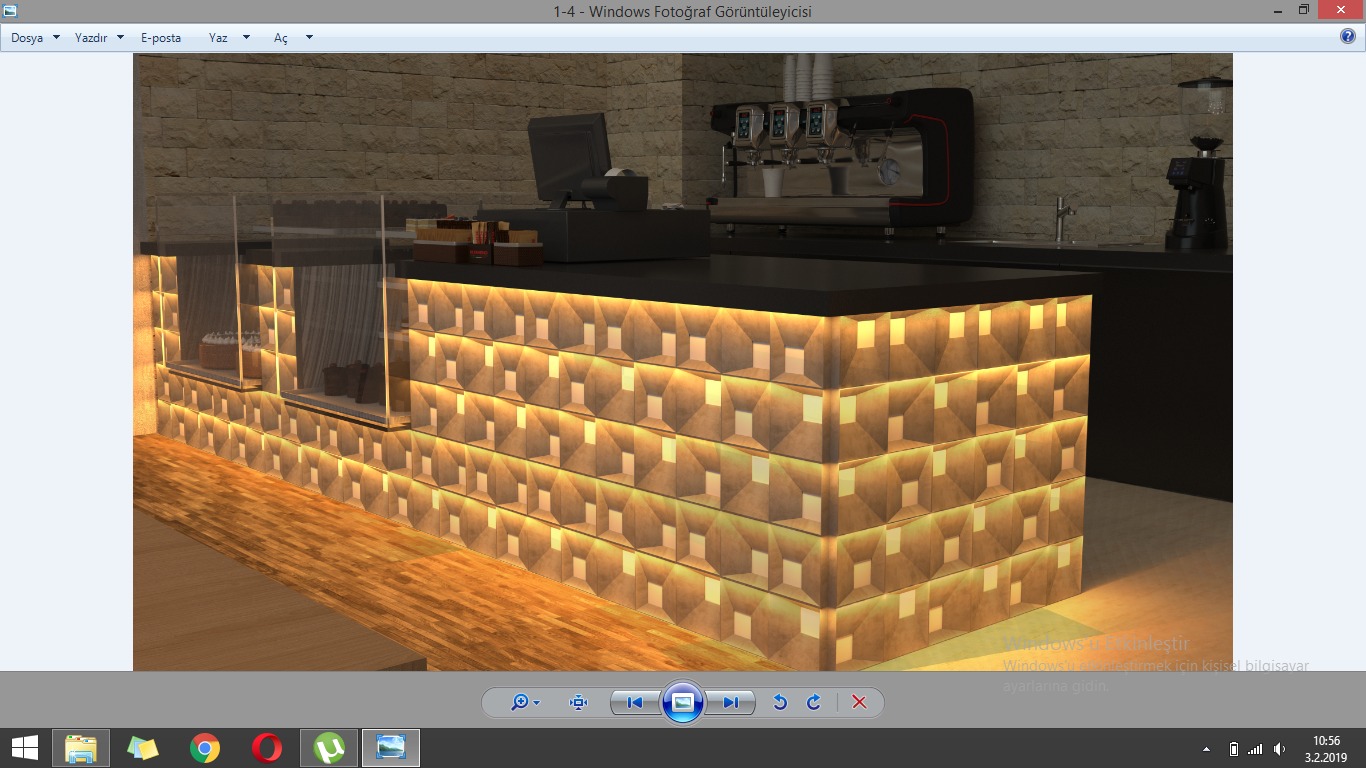 1-4 - Windows Fotoğraf Görüntüleyicisi
Dosya Yazdır E-posta Yaz Aç
Windows'u Etkinleştir
Windows'u etkinleştirmek için kişisel bilgisayar
ayarlarına gidin.
10:56
3.2.2019